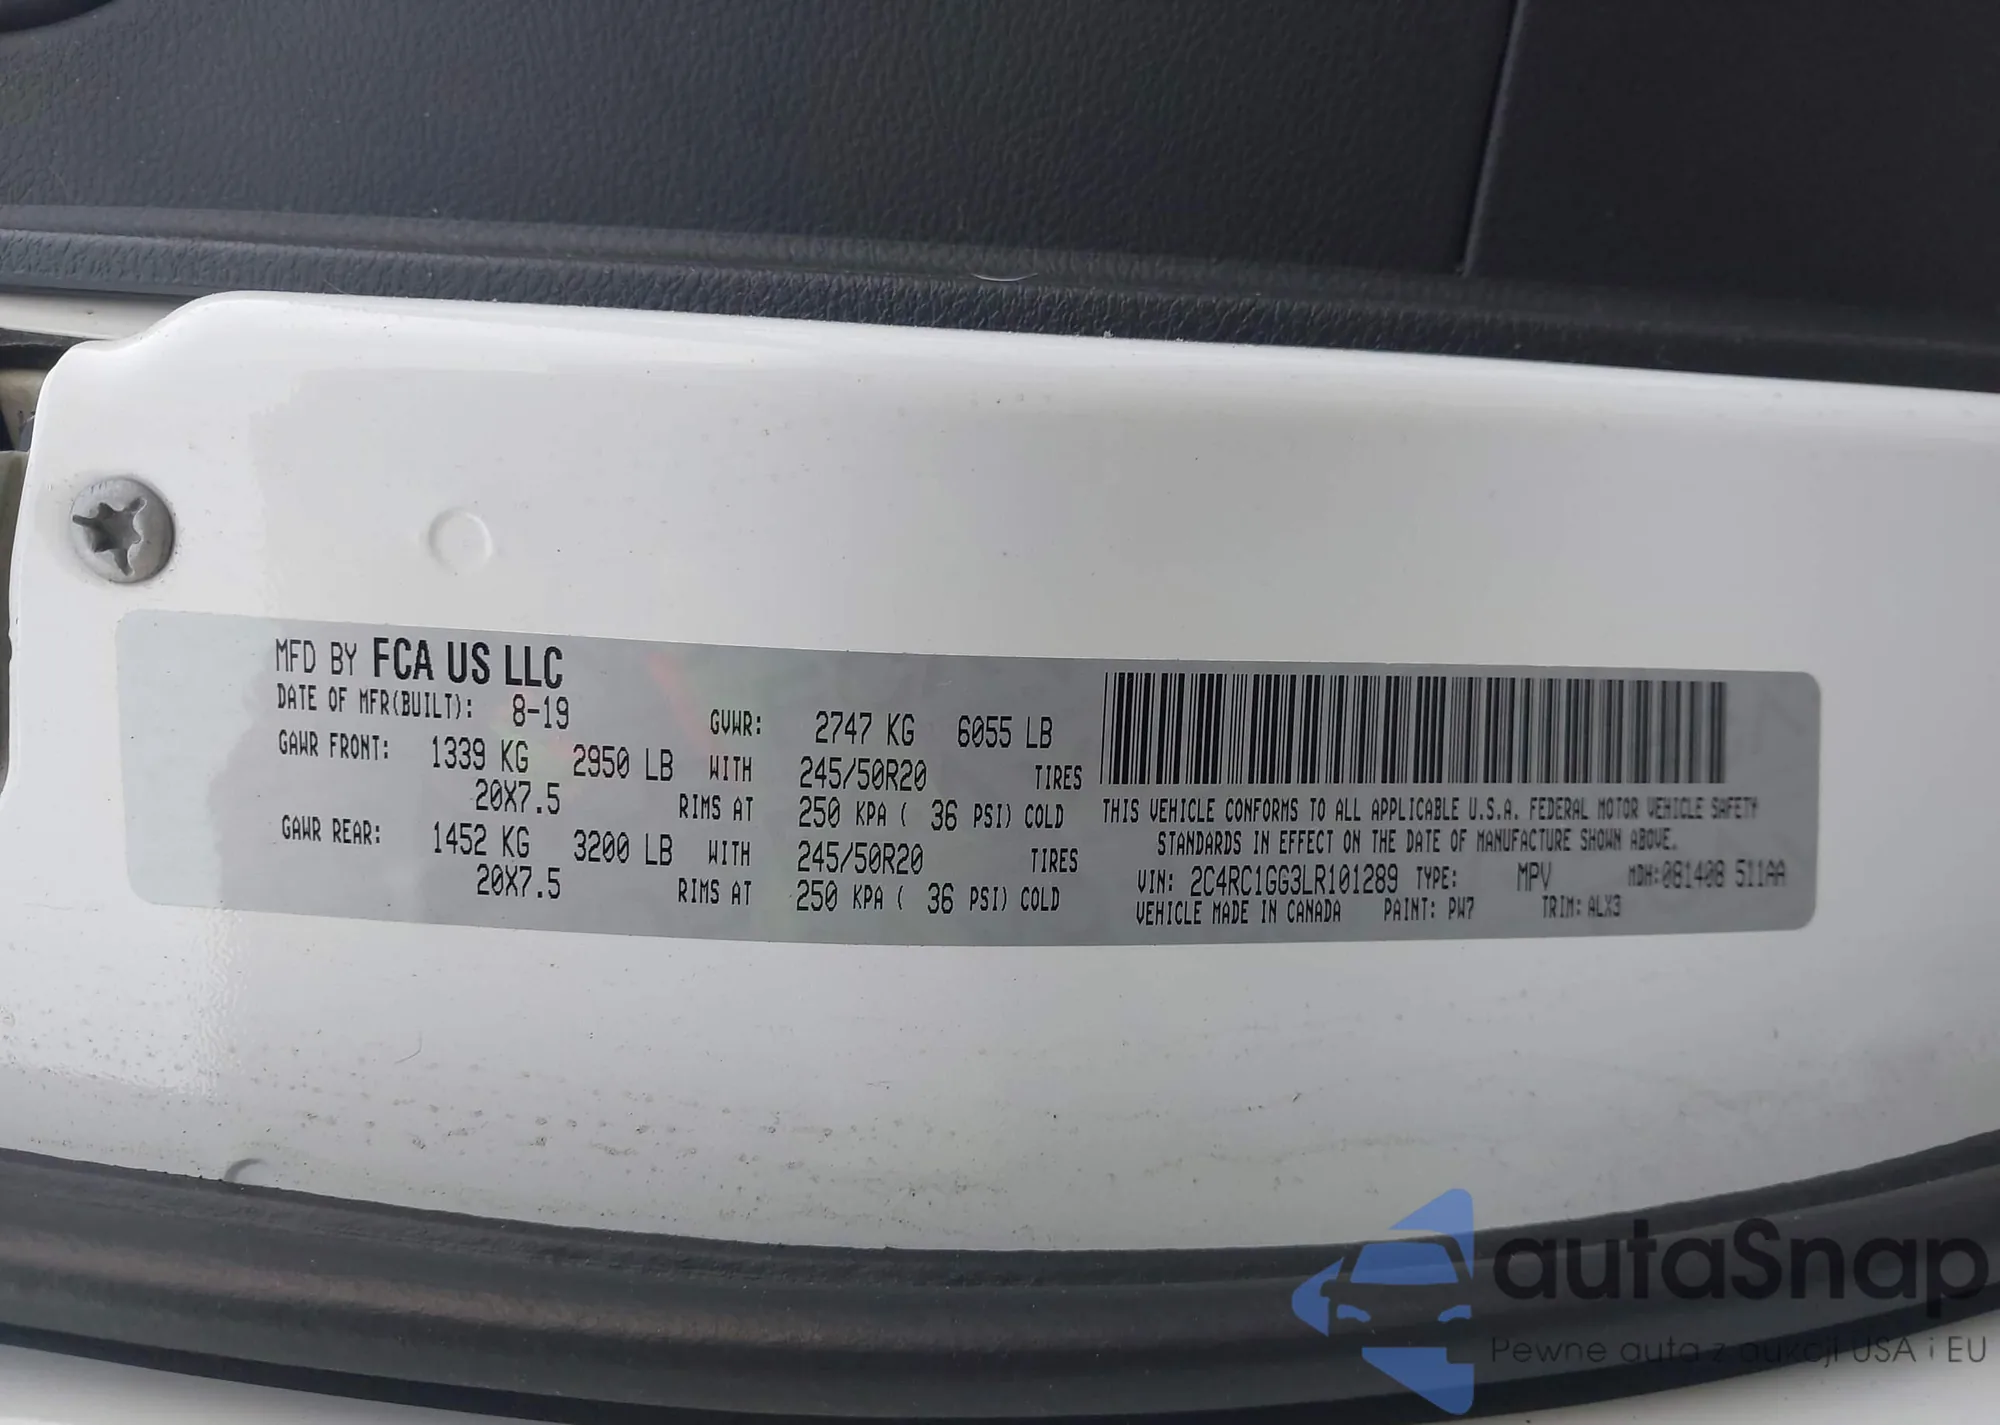 MFD BY FCA US LLC
DATE OF MFR(BUILT): 8-19 GVWR: 2747 KG 6055 LB
GAWR FRONT: 1339 KG 2950 LB WITH 245/50R20 TIRES
20X7.5 RIMS AT 250 KPA ( 36 PSI) COLD
GAWR REAR: 1452 KG 3200 LB WITH 245/50R20 TIRES
20X7.5 RIMS AT 250 KPA ( 36 PSI) COLD
THIS VEHICLE CONFORMS TO ALL APPLICABLE U.S.A. FEDERAL MOTOR VEHICLE SAFETY
STANDARDS IN EFFECT ON THE DATE OF MANUFACTURE SHOWN ABOVE.
VIN: 2C4RC1GG3LR101289 TYPE: MPV MDH:081408 511AA
VEHICLE MADE IN CANADA PAINT: PW7 TRIM: ALX3
autaSnap
Pewne auta z aukcji USA i EU